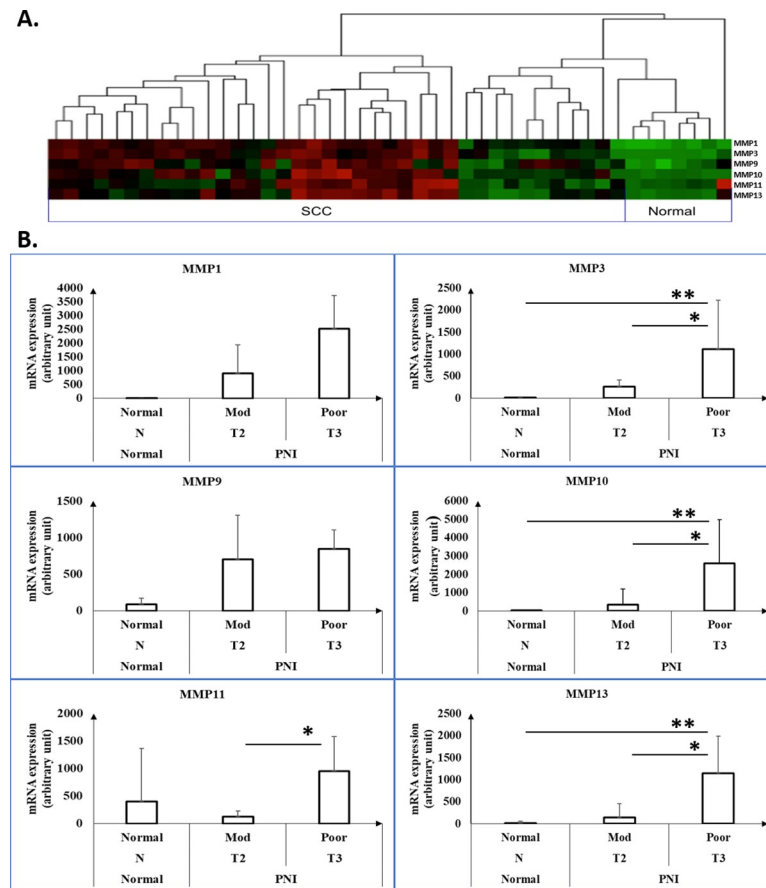 A.
MMP1
MMP3
MMP9
MMP10
MMP11
MMP13
SCC Normal
B.
MMP1
mRNA expression
(arbitrary unit)
4000
3500
3000
2500
2000
1500
1000
500
0
Normal Mod Poor
N T2 T3
Normal PNI
MMP3
mRNA expression
(arbitrary unit)
2500
2000
1500
1000
500
0
**
*
Normal Mod Poor
N T2 T3
Normal PNI
MMP9
mRNA expression
(arbitrary unit)
1500
1000
500
0
Normal Mod Poor
N T2 T3
Normal PNI
MMP10
mRNA expression
(arbitrary unit)
6000
5000
4000
3000
2000
1000
0
**
*
Normal Mod Poor
N T2 T3
Normal PNI
MMP11
mRNA expression
(arbitrary unit)
2000
1500
1000
500
0
*
Normal Mod Poor
N T2 T3
Normal PNI
MMP13
mRNA expression
(arbitrary unit)
2500
2000
1500
1000
500
0
**
*
Normal Mod Poor
N T2 T3
Normal PNI